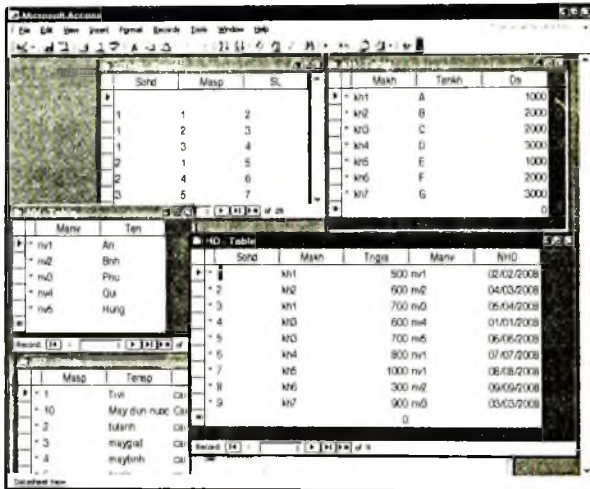 Microsoft Access
File Edit View Insert Format Records Tools Window Help
Sohd Masp SL
1 1 2
1 2 3
1 3 4
2 1 5
2 4 6
3 5 7
of 26
Makh Tenkh Ds
kh1 A 1000
kh2 B 2000
kh3 C 2000
kh4 D 3000
kh5 E 1000
kh6 F 2000
kh7 G 3000
0
Manv Ten
nv1 An
nv2 Binh
nv3 Phu
nv4 Qui
nv5 Hung
Record: 1 of
HD : Table
Sohd Makh Trigia Manv NHD
kh1 500 nv1 02/02/2008
2 kh2 600 nv2 04/03/2008
3 kh1 700 nv3 05/04/2008
4 kh3 600 nv4 01/01/2008
5 kh3 700 nv5 06/06/2008
6 kh4 800 nv1 07/07/2008
7 kh5 1000 nv1 08/08/2008
8 kh6 300 nv2 09/09/2008
9 kh7 900 nv3 03/03/2008
0
Record: 1 of 9
Masp Tensp
1 Tivi
10 May dun nuoc
2 tulanh
3 maygiat
4 maytinh
Datasheet View